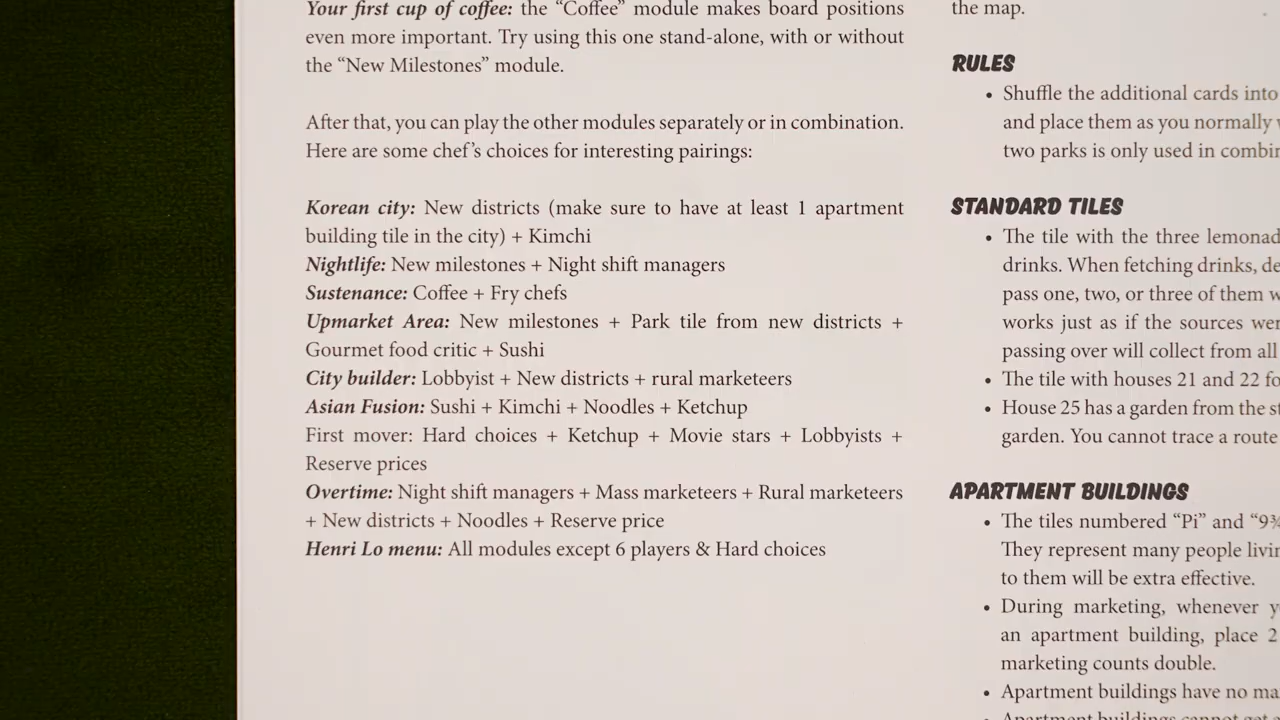 Your first cup of coffee: the “Coffee” module makes board positions
even more important. Try using this one stand-alone, with or without
the “New Milestones” module.
After that, you can play the other modules separately or in combination.
Here are some chef’s choices for interesting pairings:
Korean city: New districts (make sure to have at least 1 apartment
building tile in the city) + Kimchi
Nightlife: New milestones + Night shift managers
Sustenance: Coffee + Fry chefs
Upmarket Area: New milestones + Park tile from new districts +
Gourmet food critic + Sushi
City builder: Lobbyist + New districts + rural marketeers
Asian Fusion: Sushi + Kimchi + Noodles + Ketchup
First mover: Hard choices + Ketchup + Movie stars + Lobbyists +
Reserve prices
Overtime: Night shift managers + Mass marketeers + Rural marketeers
+ New districts + Noodles + Reserve price
Henri Lo menu: All modules except 6 players & Hard choices
the map.
RULES
• Shuffle the additional cards into
and place them as you normally
two parks is only used in
STANDARD TILES
• The tile with the three
drinks. When fetching drinks,
pass one, two, or three of them
works just as if the sources
passing over will collect from all
• The tile with houses 21 and 22
• House 25 has a garden from the
garden. You cannot trace a route
APARTMENT BUILDINGS
• The tiles numbered “Pi” and
They represent many people
to them will be extra effective.
• During marketing, whenever
an apartment building, place 2
marketing counts double.
• Apartment buildings have no
• Apartment buildings cannot get